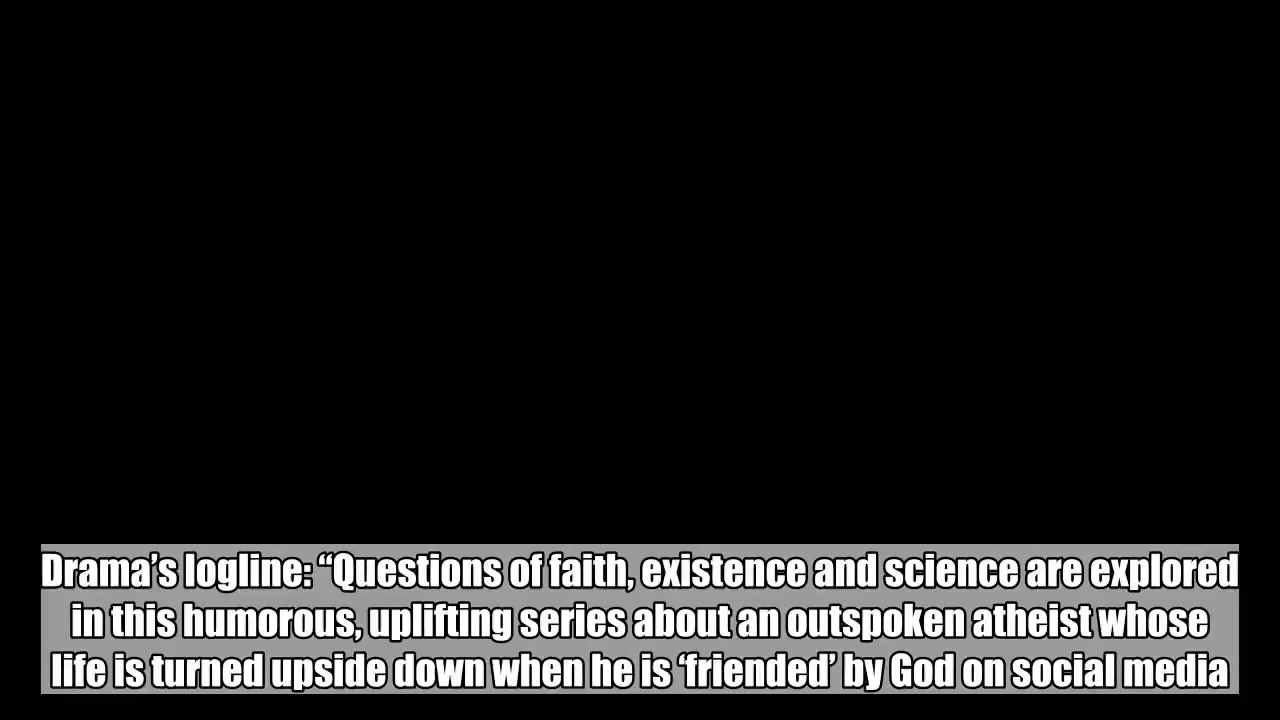 Drama’s logline: “Questions of faith, existence and science are explored
in this humorous, uplifting series about an outspoken atheist whose
life is turned upside down when he is ‘friended’ by God on social media